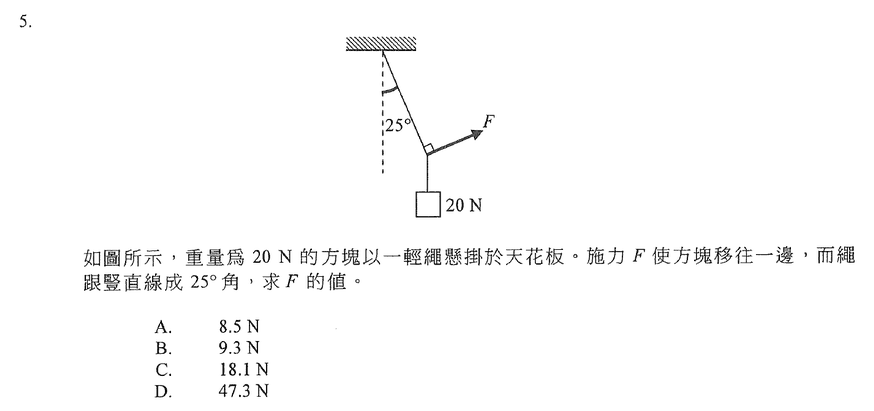 5.
25°
F
20 N
如圖所示，重量爲 20 N 的方塊以一輕繩懸掛於天花板。施力 F 使方塊移往一邊，而繩
跟豎直線成 25° 角，求 F 的值。
A. 8.5 N
B. 9.3 N
C. 18.1 N
D. 47.3 N